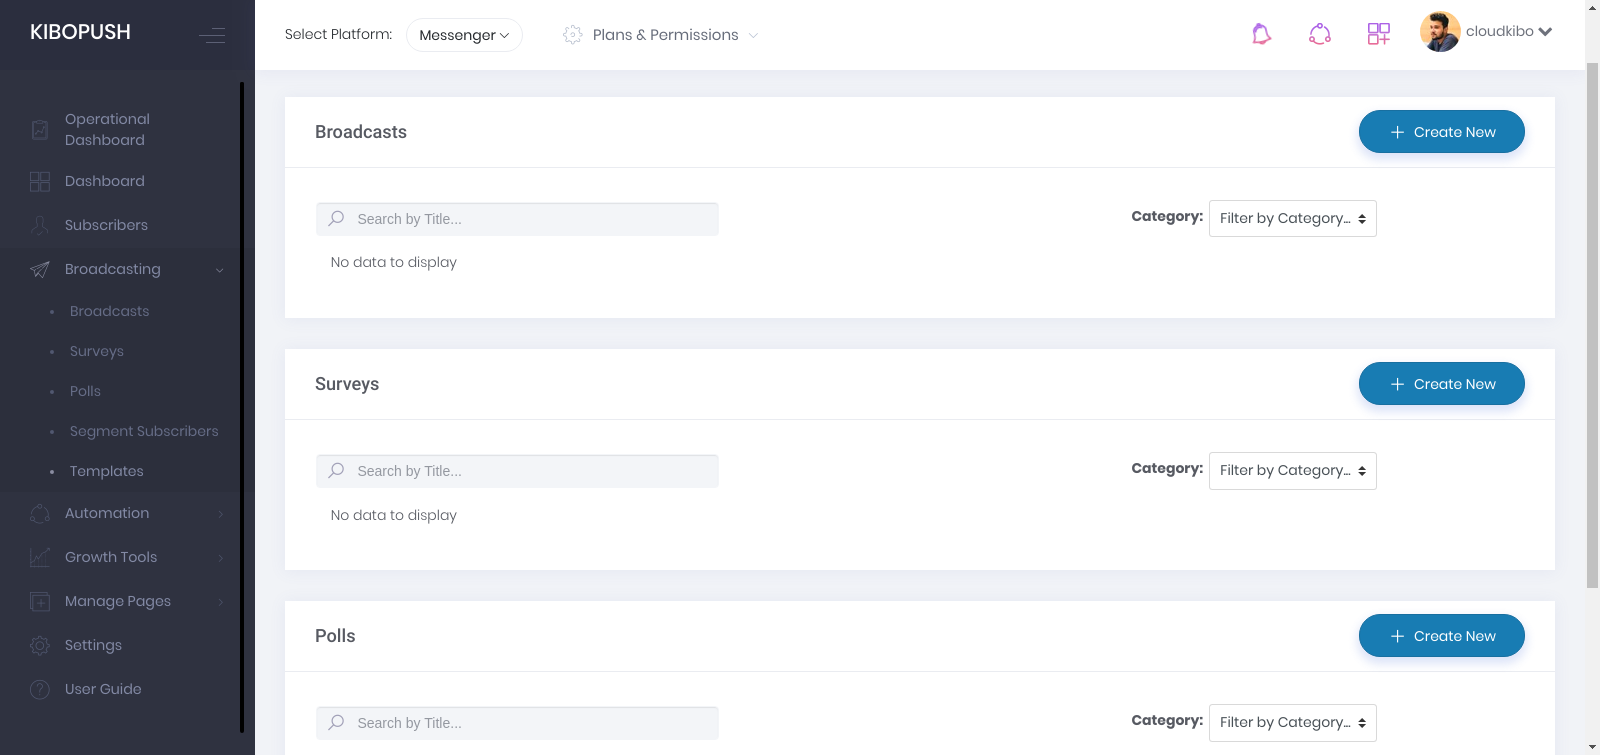 KIBOPUSH
Select Platform: Messenger Plans & Permissions cloudkibo
Operational
Dashboard
Dashboard
Subscribers
Broadcasting
Broadcasts
Surveys
Polls
Segment Subscribers
Templates
Automation
Growth Tools
Manage Pages
Settings
User Guide
Broadcasts Create New
Search by Title... Category: Filter by Category...
No data to display
Surveys Create New
Search by Title... Category: Filter by Category...
No data to display
Polls Create New
Search by Title... Category: Filter by Category...